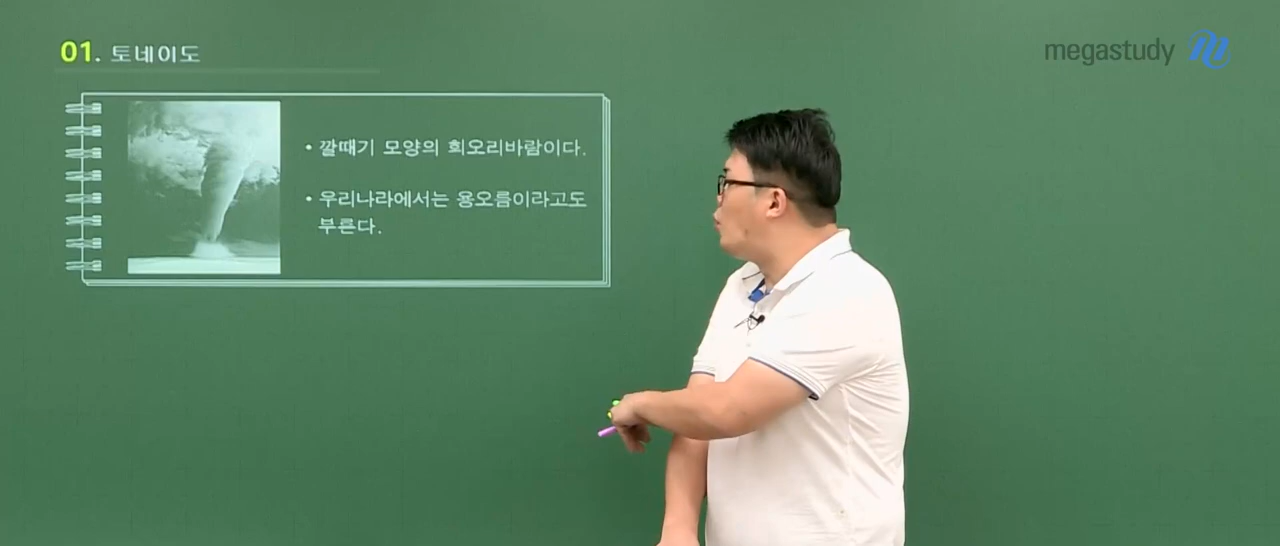 01. 토네이도
megastudy
• 깔때기 모양의 회오리바람이다.
• 우리나라에서는 용오름이라고도
부른다.